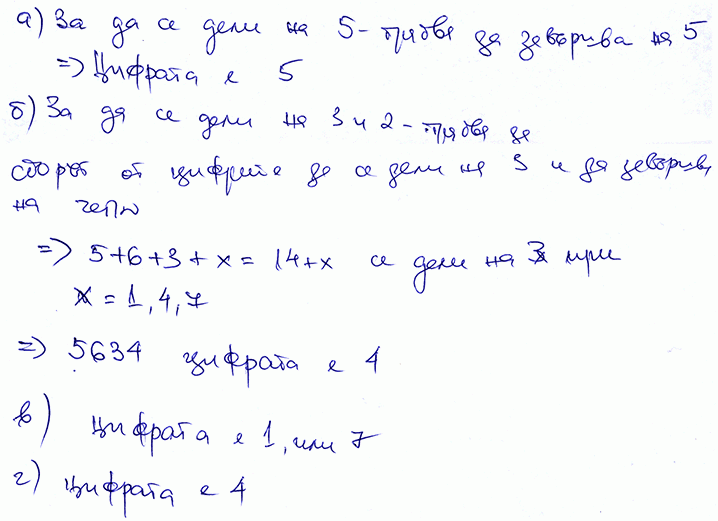 а) За да се дели на 5 - трябва да завършва на 5
=> Цифрата е 5
б) За да се дели на 3 и 2 - трябва да
сборът от цифрите да се дели на 3 и да завършва
на четно
=> 5+6+3+x = 14+x се дели на 3 при
x = 1, 4, 7
=> 5634 цифрата е 4
в) цифрата е 1, или 7
г) цифрата е 4